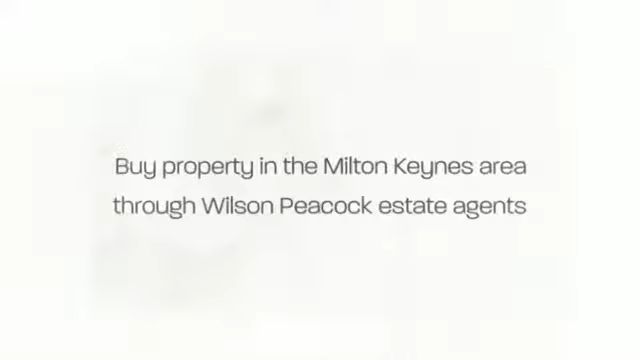 Buy property in the Milton Keynes area
through Wilson Peacock estate agents